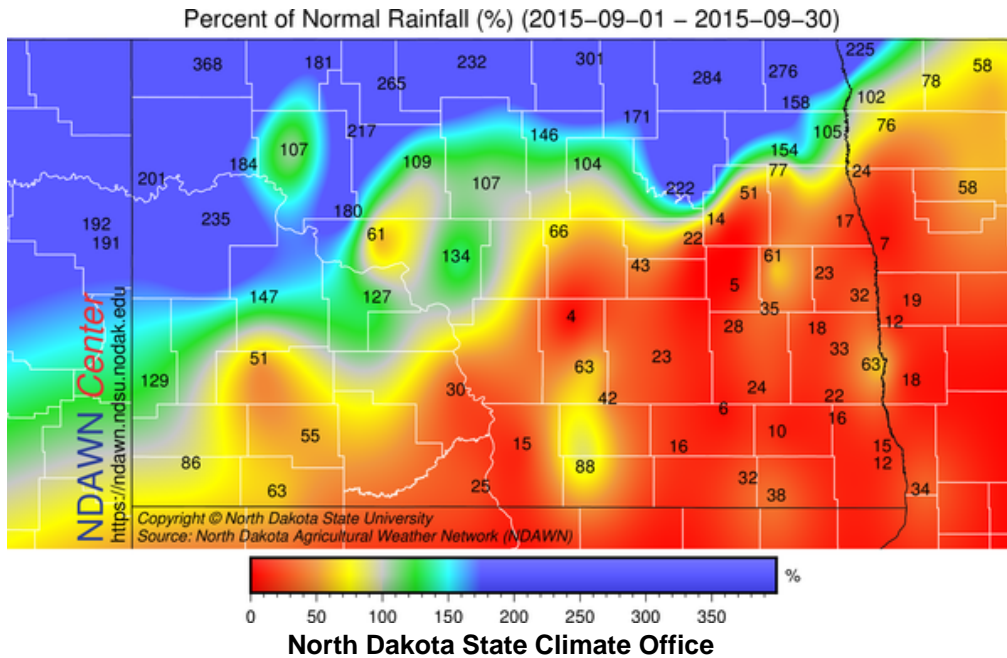 Percent of Normal Rainfall (%) (2015-09-01 - 2015-09-30)
225
368 181 232 301 58
265 284 276 78
158 102
217 171 76
146 105
107 109 104 154
184 77 24
201 107 222 51 58
180 14 17
192 235 61 66 22 7
191 134 43 61 23
5
147 127 35 32 19
4 28 18 12
51 63 23 33 63
129 30 24 18
42 22
6 16
55 15 16 10 15
86 88 12
63 25 32 38 34
NDAWN Center
https://ndawn.ndsu.nodak.edu
Copyright © North Dakota State University
Source: North Dakota Agricultural Weather Network (NDAWN)
%
0 50 100 150 200 250 300 350
North Dakota State Climate Office